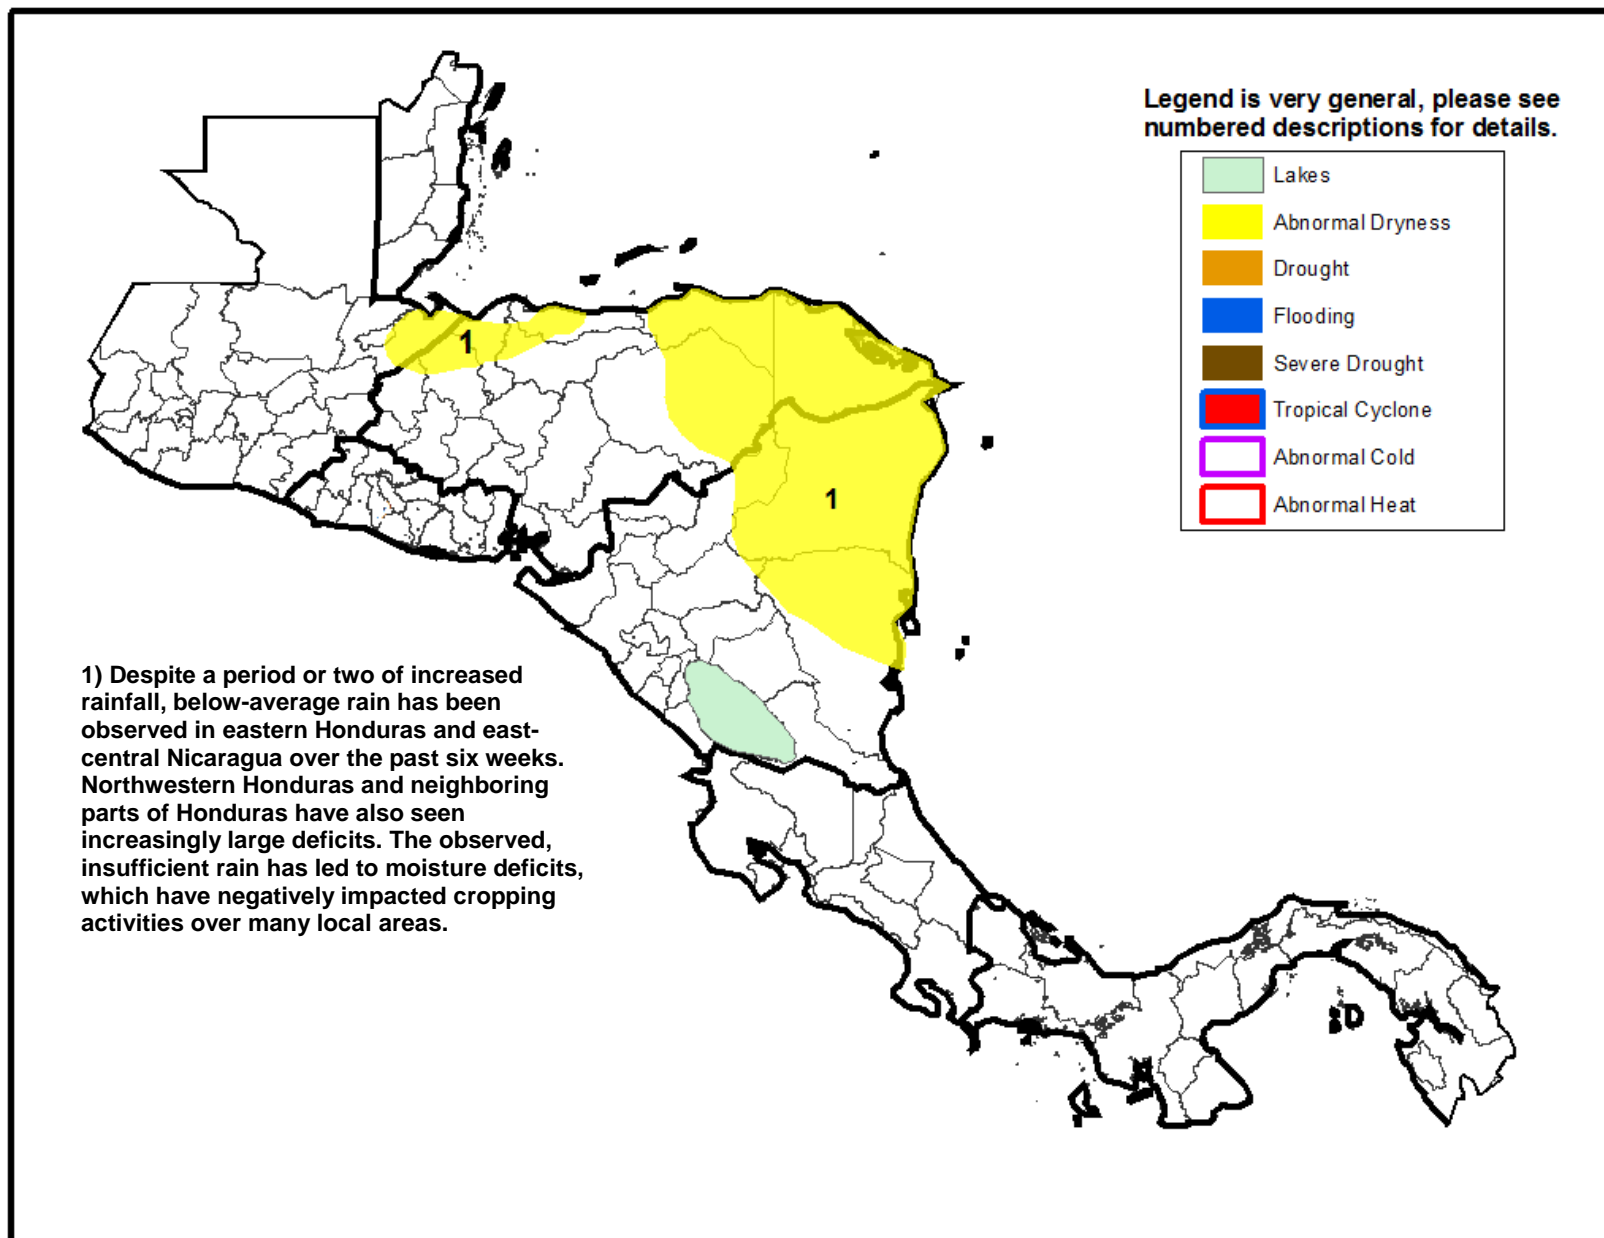 Legend is very general, please see
numbered descriptions for details.
Lakes
Abnormal Dryness
Drought
Flooding
Severe Drought
Tropical Cyclone
Abnormal Cold
Abnormal Heat
1
1
1) Despite a period or two of increased
rainfall, below-average rain has been
observed in eastern Honduras and east-
central Nicaragua over the past six weeks.
Northwestern Honduras and neighboring
parts of Honduras have also seen
increasingly large deficits. The observed,
insufficient rain has led to moisture deficits,
which have negatively impacted cropping
activities over many local areas.